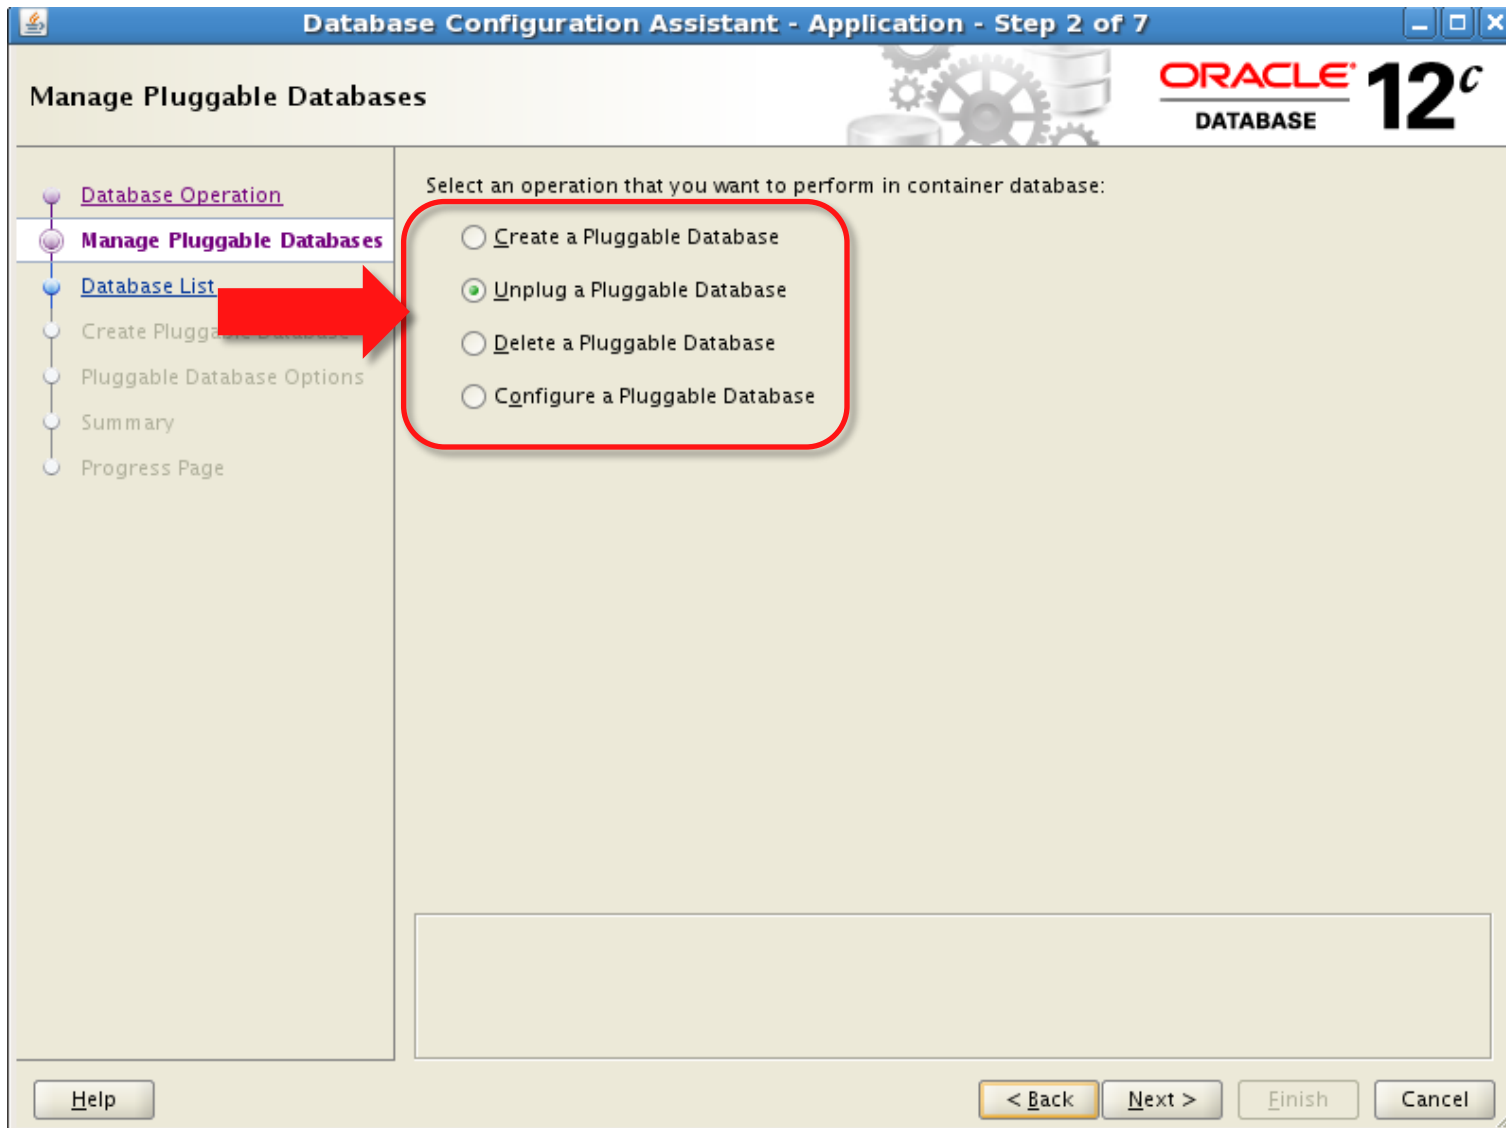 Database Configuration Assistant - Application - Step 2 of 7
Manage Pluggable Databases
ORACLE
DATABASE
12c
Database Operation
Manage Pluggable Databases
Database List
Create Pluggable Database
Pluggable Database Options
Summary
Progress Page
Select an operation that you want to perform in container database:
Create a Pluggable Database
Unplug a Pluggable Database
Delete a Pluggable Database
Configure a Pluggable Database
Help
< Back
Next >
Finish
Cancel